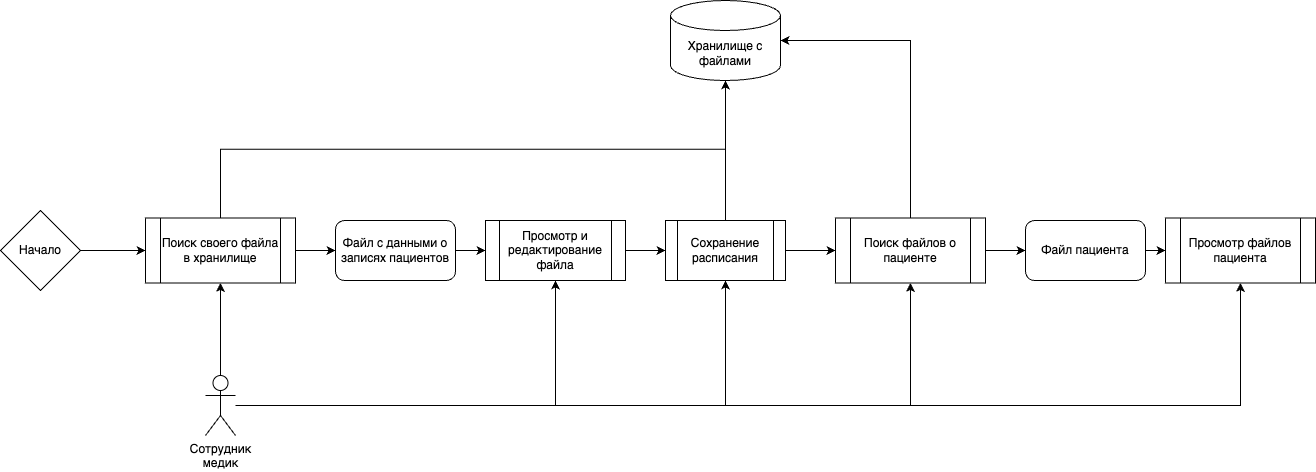 Хранилище с
файлами
Начало
Поиск своего файла
в хранилище
Файл с данными о
записях пациентов
Просмотр и
редактирование
файла
Сохранение
расписания
Поиск файлов о
пациенте
Файл пациента
Просмотр файлов
пациента
Сотрудник
медик